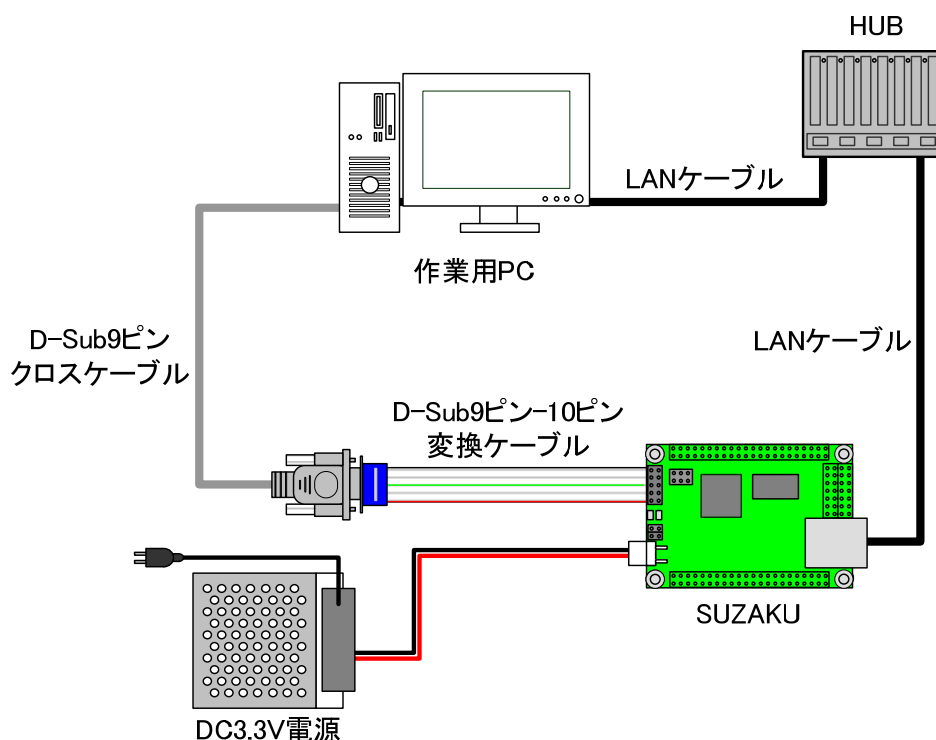 HUB
LANケーブル
作業用PC
D-Sub9ピン
クロスケーブル
LANケーブル
D-Sub9ピン-10ピン
変換ケーブル
SUZAKU
DC3.3V電源